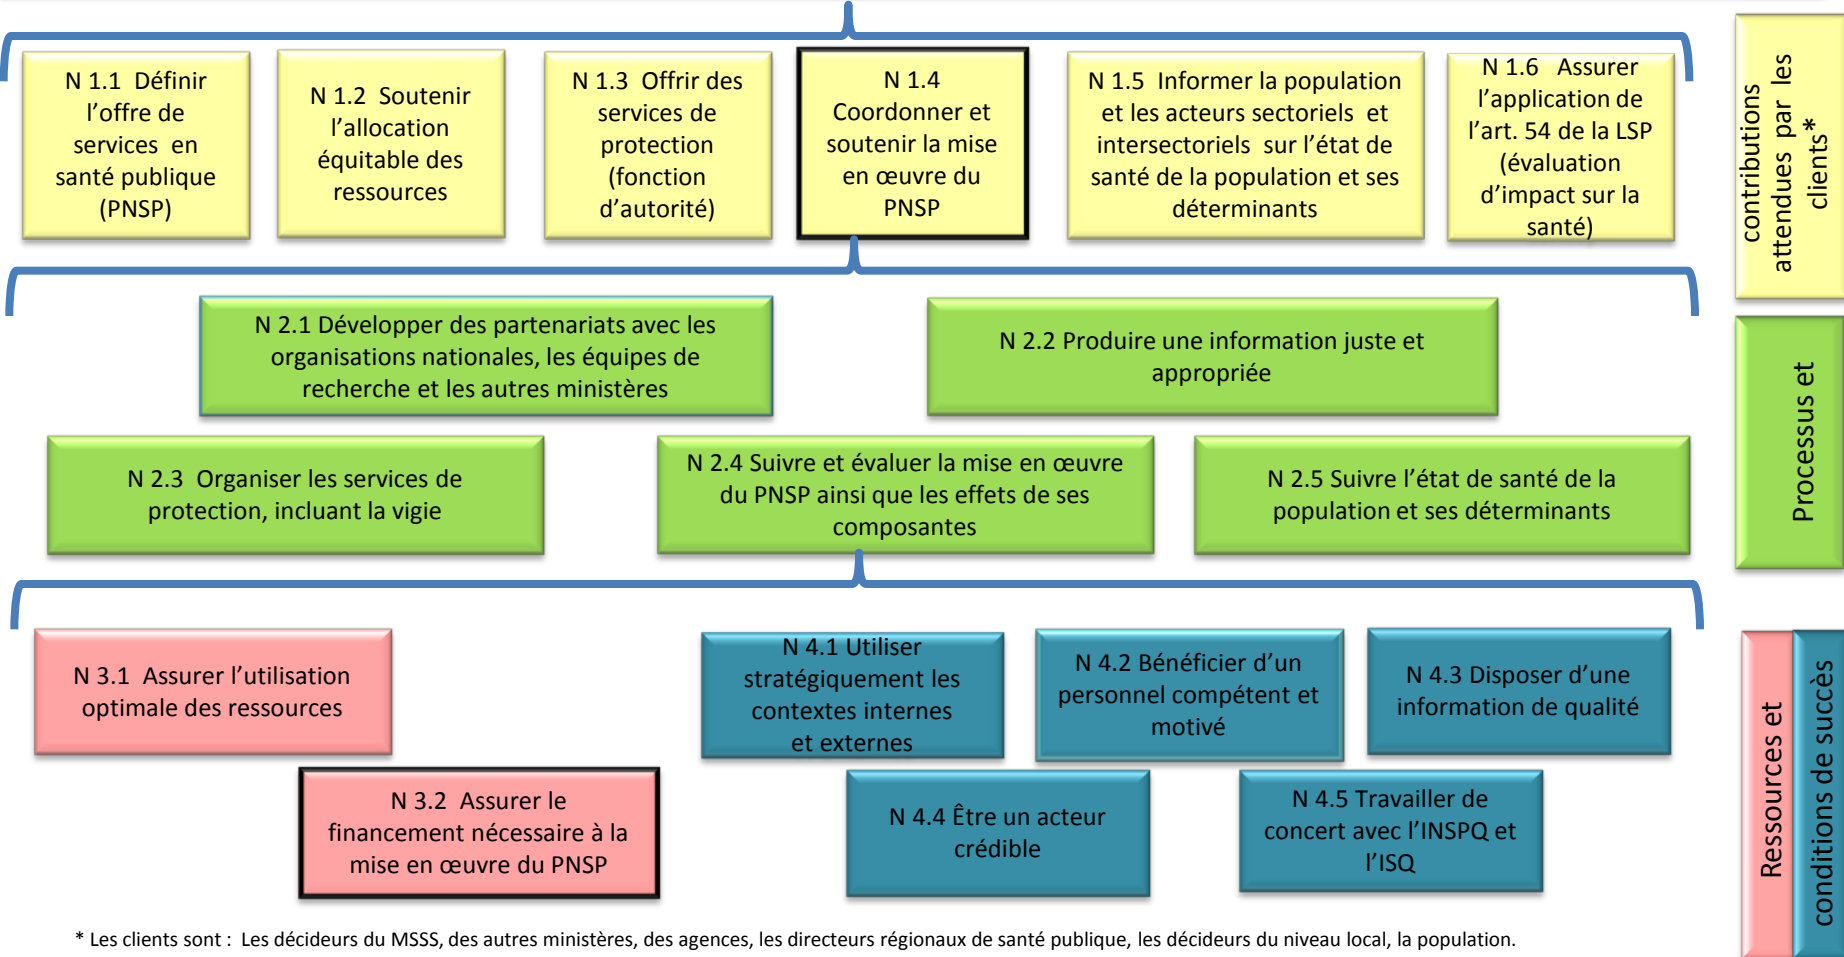 N 1.1 Définir
l'offre de
services en
santé publique
(PNSP)
N 1.2 Soutenir
l'allocation
équitable des
ressources
N 1.3 Offrir des
services de
protection
(fonction
d'autorité)
N 1.4
Coordonner et
soutenir la mise
en œuvre du
PNSP
N 1.5 Informer la population
et les acteurs sectoriels et
intersectoriels sur l'état de
santé de la population et ses
déterminants
N 1.6 Assurer
l'application de
l'art. 54 de la LSP
(évaluation
d'impact sur la
santé)
contributions
attendues par les
clients*
N 2.1 Développer des partenariats avec les
organisations nationales, les équipes de
recherche et les autres ministères
N 2.2 Produire une information juste et
appropriée
N 2.3 Organiser les services de
protection, incluant la vigie
N 2.4 Suivre et évaluer la mise en œuvre
du PNSP ainsi que les effets de ses
composantes
N 2.5 Suivre l'état de santé de la
population et ses déterminants
Processus et
N 3.1 Assurer l'utilisation
optimale des ressources
N 3.2 Assurer le
financement nécessaire à la
mise en œuvre du PNSP
N 4.1 Utiliser
stratégiquement les
contextes internes
et externes
N 4.2 Bénéficier d'un
personnel compétent et
motivé
N 4.3 Disposer d'une
information de qualité
N 4.4 Être un acteur
crédible
N 4.5 Travailler de
concert avec l'INSPQ et
l'ISQ
Ressources et
conditions de succès
* Les clients sont : Les décideurs du MSSS, des autres ministères, des agences, les directeurs régionaux de santé publique, les décideurs du niveau local, la population.